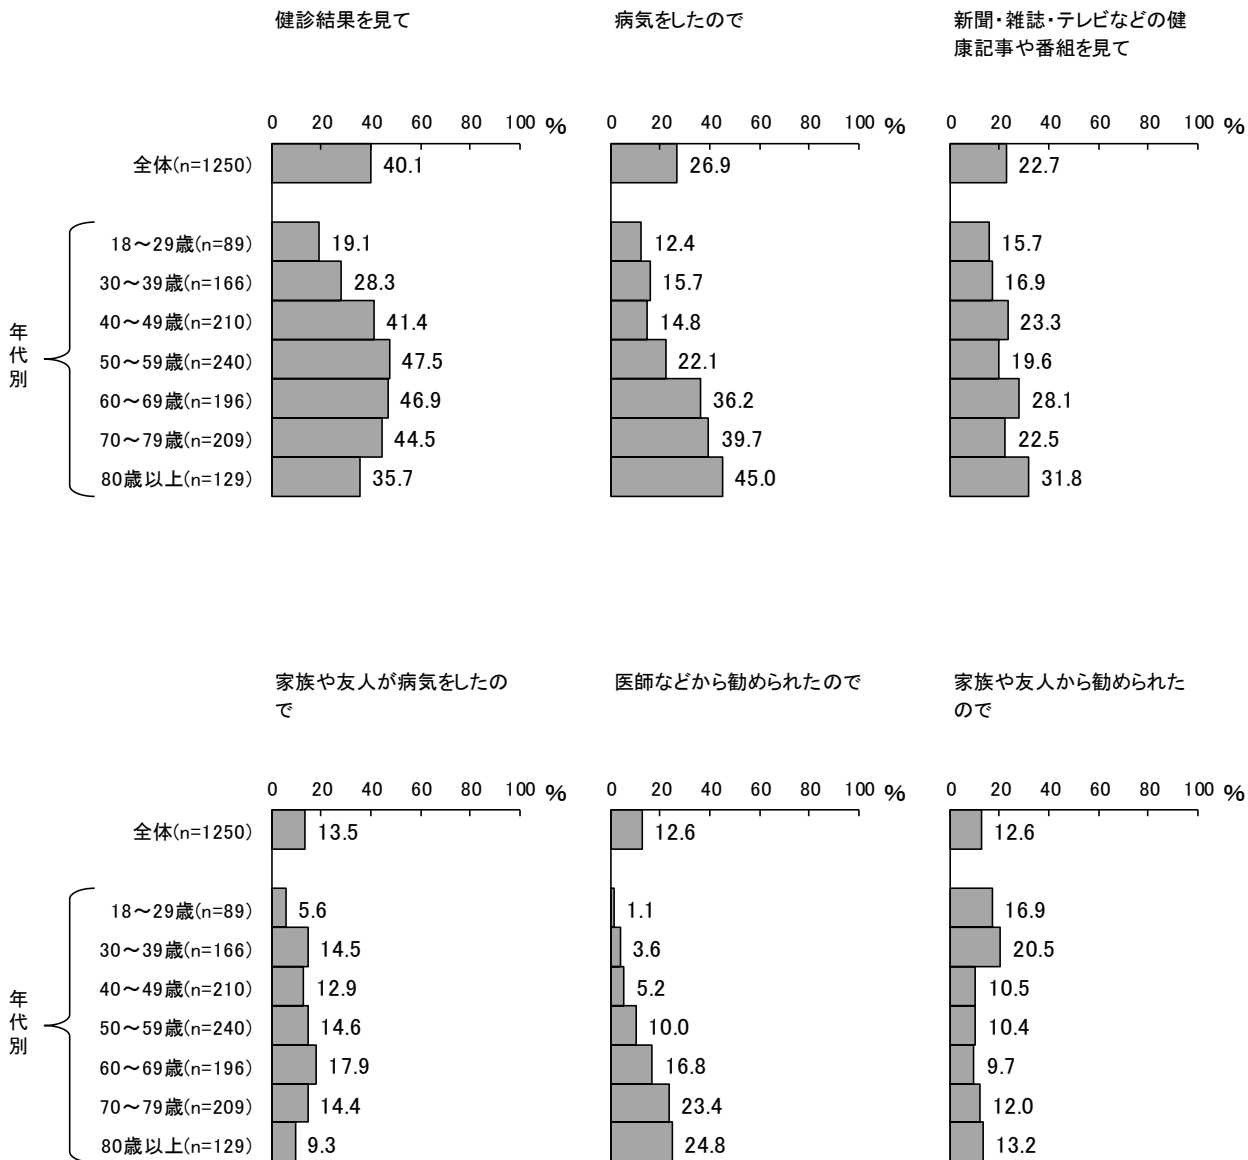 健診結果を見て
病気をしたので
新聞・雑誌・テレビなどの健
康記事や番組を見て
0 20 40 60 80 100 %
0 20 40 60 80 100 %
0 20 40 60 80 100 %
全体(n=1250) 40.1 26.9 22.7
年代別
18～29歳(n=89) 19.1 12.4 15.7
30～39歳(n=166) 28.3 15.7 16.9
40～49歳(n=210) 41.4 14.8 23.3
50～59歳(n=240) 47.5 22.1 19.6
60～69歳(n=196) 46.9 36.2 28.1
70～79歳(n=209) 44.5 39.7 22.5
80歳以上(n=129) 35.7 45.0 31.8
家族や友人が病気をしたの
で
医師などから勧められたので
家族や友人から勧められた
ので
0 20 40 60 80 100 %
0 20 40 60 80 100 %
0 20 40 60 80 100 %
全体(n=1250) 13.5 12.6 12.6
年代別
18～29歳(n=89) 5.6 1.1 16.9
30～39歳(n=166) 14.5 3.6 20.5
40～49歳(n=210) 12.9 5.2 10.5
50～59歳(n=240) 14.6 10.0 10.4
60～69歳(n=196) 17.9 16.8 9.7
70～79歳(n=209) 14.4 23.4 12.0
80歳以上(n=129) 9.3 24.8 13.2